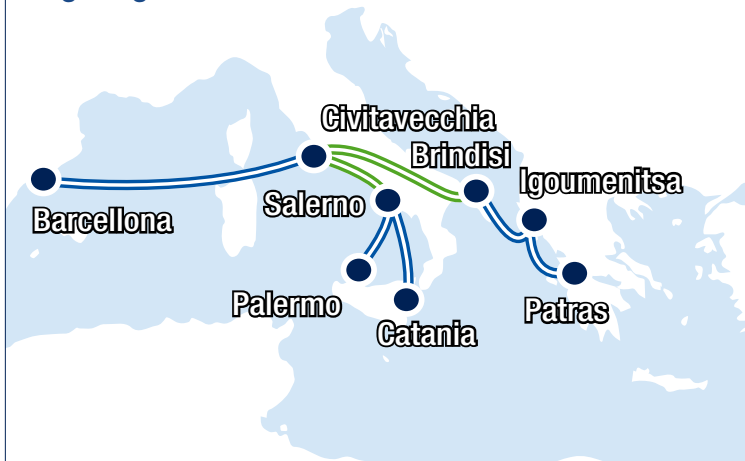 Civitavecchia
Brindisi
Igoumenitsa
Salerno
Barcellona
Palermo
Patras
Catania